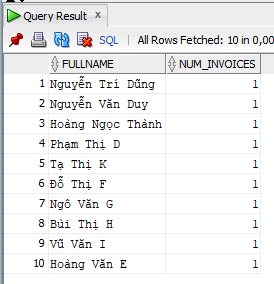 Query Result x
SQL | All Rows Fetched: 10 in 0,00
FULLNAME NUM_INVOICES
1 Nguyễn Trí Dũng 1
2 Nguyễn Văn Duy 1
3 Hoàng Ngọc Thành 1
4 Phạm Thị D 1
5 Tạ Thị K 1
6 Đỗ Thị F 1
7 Ngô Văn G 1
8 Bùi Thị H 1
9 Vũ Văn I 1
10 Hoàng Văn E 1